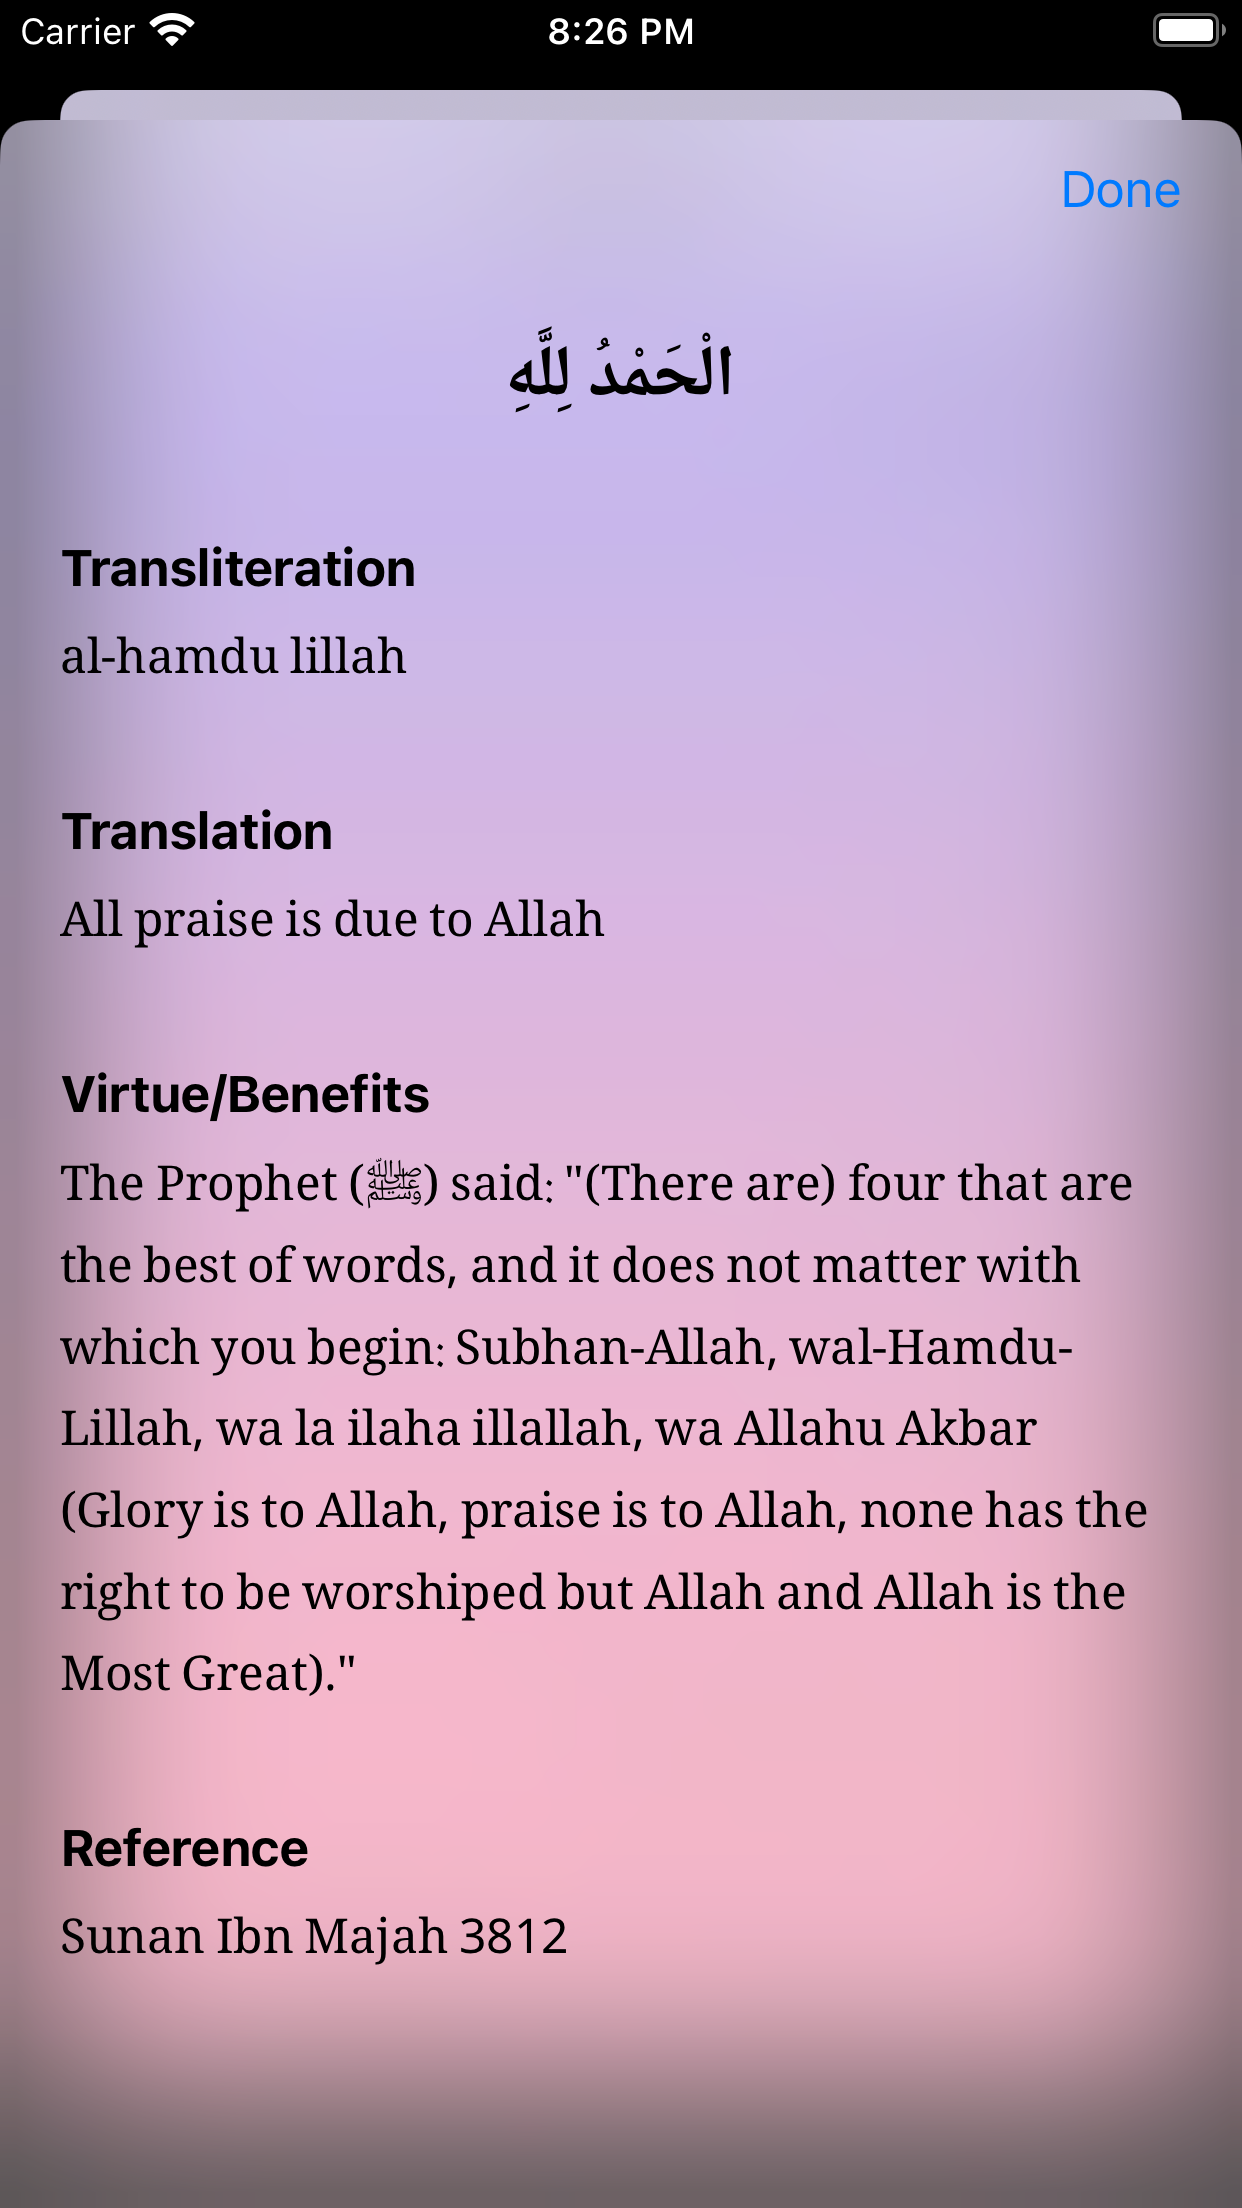 Carrier 8:26 PM
Done
الْحَمْدُ لِلَّهِ
Transliteration
al-hamdu lillah
Translation
All praise is due to Allah
Virtue/Benefits
The Prophet (ﷺ) said: "(There are) four that are
the best of words, and it does not matter with
which you begin: Subhan-Allah, wal-Hamdu-
Lillah, wa la ilaha illallah, wa Allahu Akbar
(Glory is to Allah, praise is to Allah, none has the
right to be worshiped but Allah and Allah is the
Most Great)."
Reference
Sunan Ibn Majah 3812